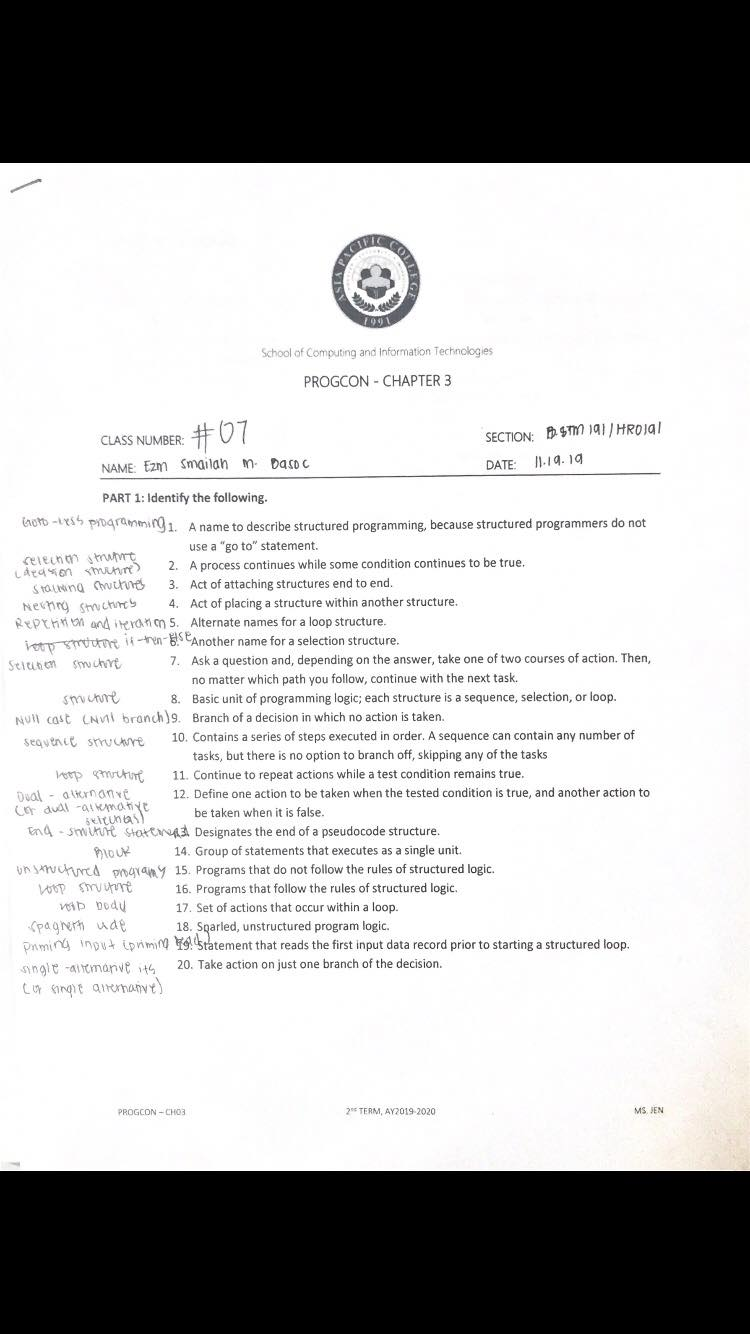 ASIA PACIFIC COLLEGE
1991
School of Computing and Information Technologies
PROGCON - CHAPTER 3
CLASS NUMBER: #07
SECTION: BSTM 191 / HRO191
NAME: Ezm Smailah M. Dasoc
DATE: 11.19.19
PART 1: Identify the following.
Goto-less programming 1. A name to describe structured programming, because structured programmers do not
use a "go to" statement.
selection structure
(decision structure) 2. A process continues while some condition continues to be true.
stacking structures 3. Act of attaching structures end to end.
Nesting structures 4. Act of placing a structure within another structure.
Repetition and iteration 5. Alternate names for a loop structure.
loop structure if-then-else 6. Another name for a selection structure.
Selection structure 7. Ask a question and, depending on the answer, take one of two courses of action. Then,
no matter which path you follow, continue with the next task.
structure 8. Basic unit of programming logic; each structure is a sequence, selection, or loop.
Null case (Null branch) 9. Branch of a decision in which no action is taken.
sequence structure 10. Contains a series of steps executed in order. A sequence can contain any number of
tasks, but there is no option to branch off, skipping any of the tasks
loop structure 11. Continue to repeat actions while a test condition remains true.
Dual - alternative 12. Define one action to be taken when the tested condition is true, and another action to
(or dual-alternative be taken when it is false.
selections)
End - structure statement 13. Designates the end of a pseudocode structure.
Block 14. Group of statements that executes as a single unit.
unstructured programs 15. Programs that do not follow the rules of structured logic.
loop structure 16. Programs that follow the rules of structured logic.
loop body 17. Set of actions that occur within a loop.
spaghetti code 18. Snarled, unstructured program logic.
priming input (priming read) 19. Statement that reads the first input data record prior to starting a structured loop.
single-alternative ifs 20. Take action on just one branch of the decision.
(or single alternative)
PROGCON – CH03
2ND TERM, AY2019-2020
MS. JEN